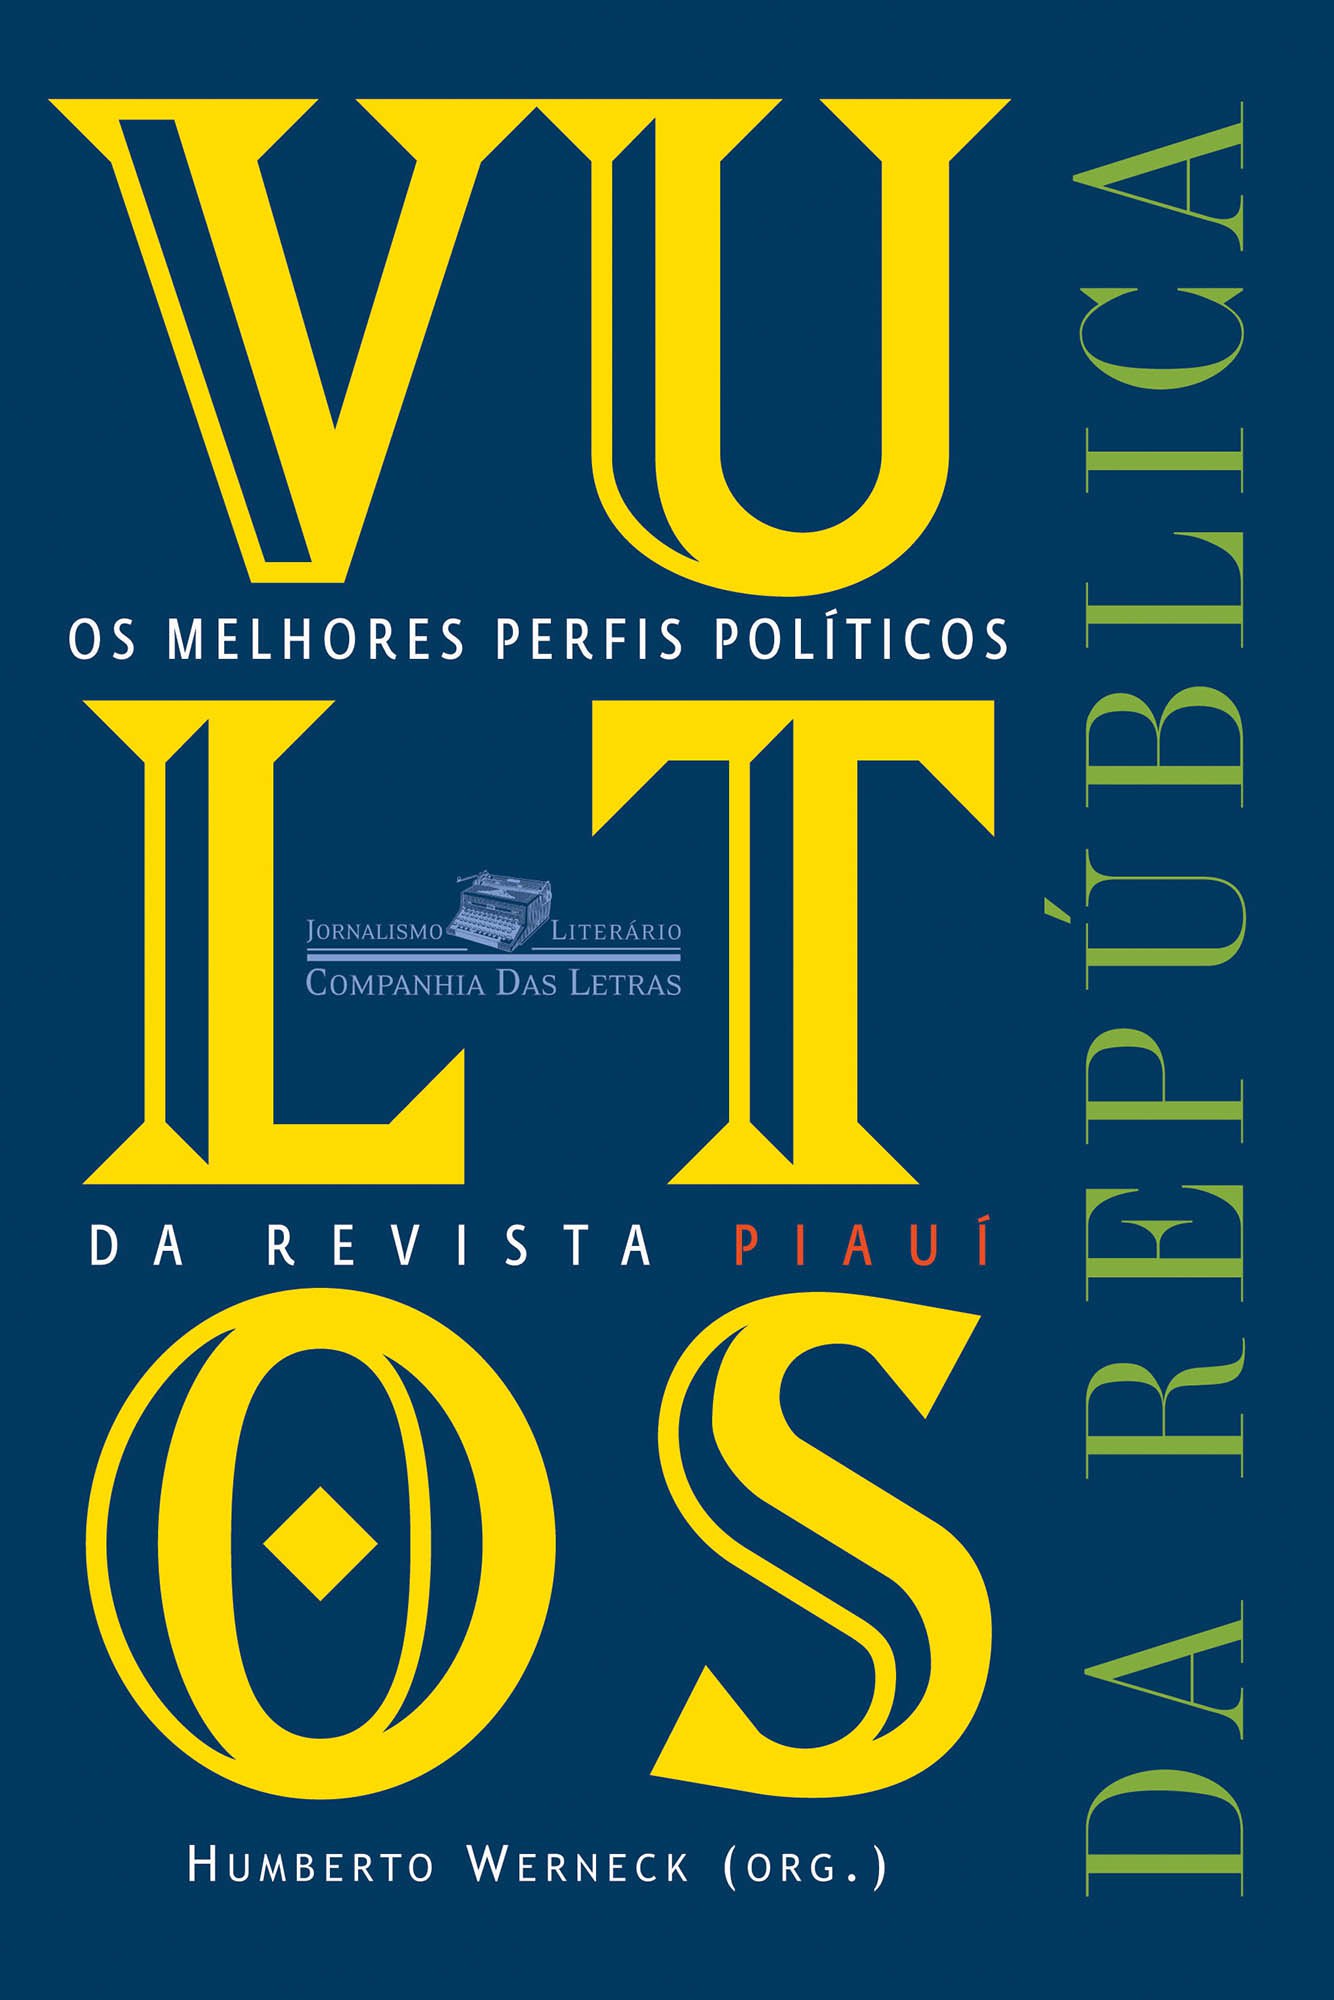 VU
OS MELHORES PERFIS POLÍTICOS
LT
JORNALISMO LITERÁRIO
COMPANHIA DAS LETRAS
DA REVISTA PIAUÍ
OS
HUMBERTO WERNECK (ORG.)
DA REPÚBLICA